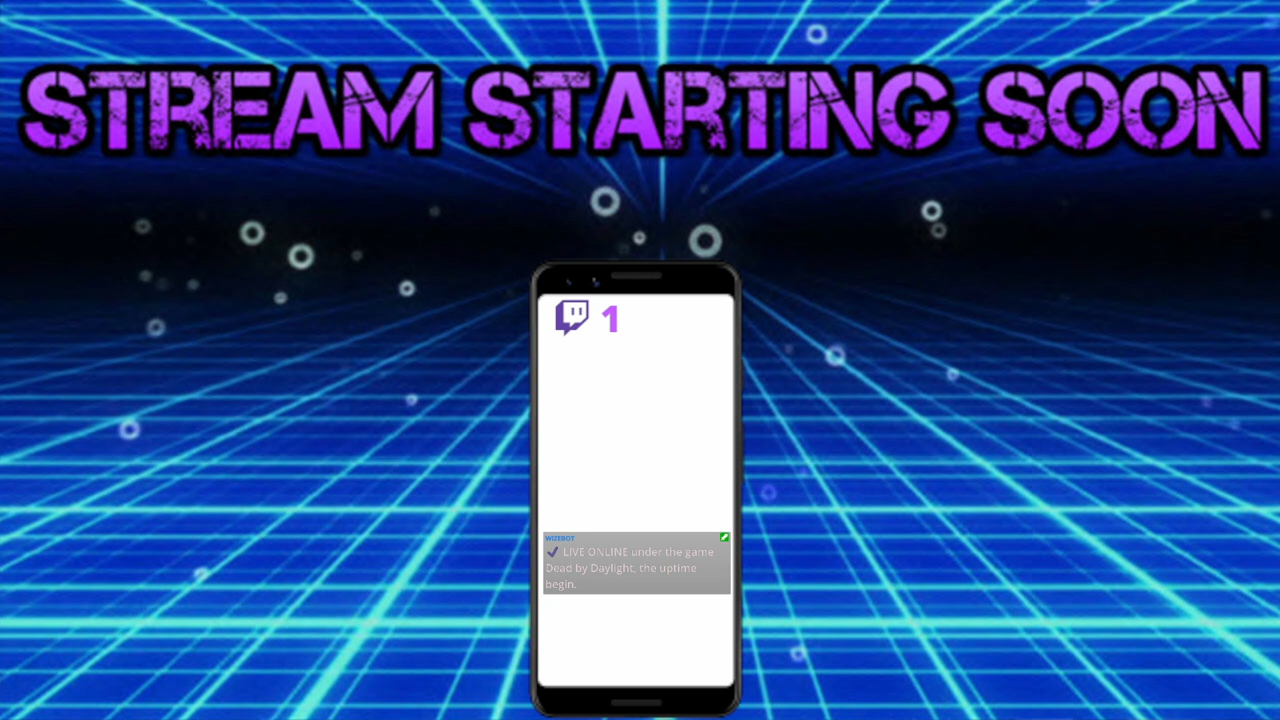 STREAM STARTING SOON
1
WIZEBOT
✔ LIVE ONLINE under the game
Dead by Daylight, the uptime
begin.